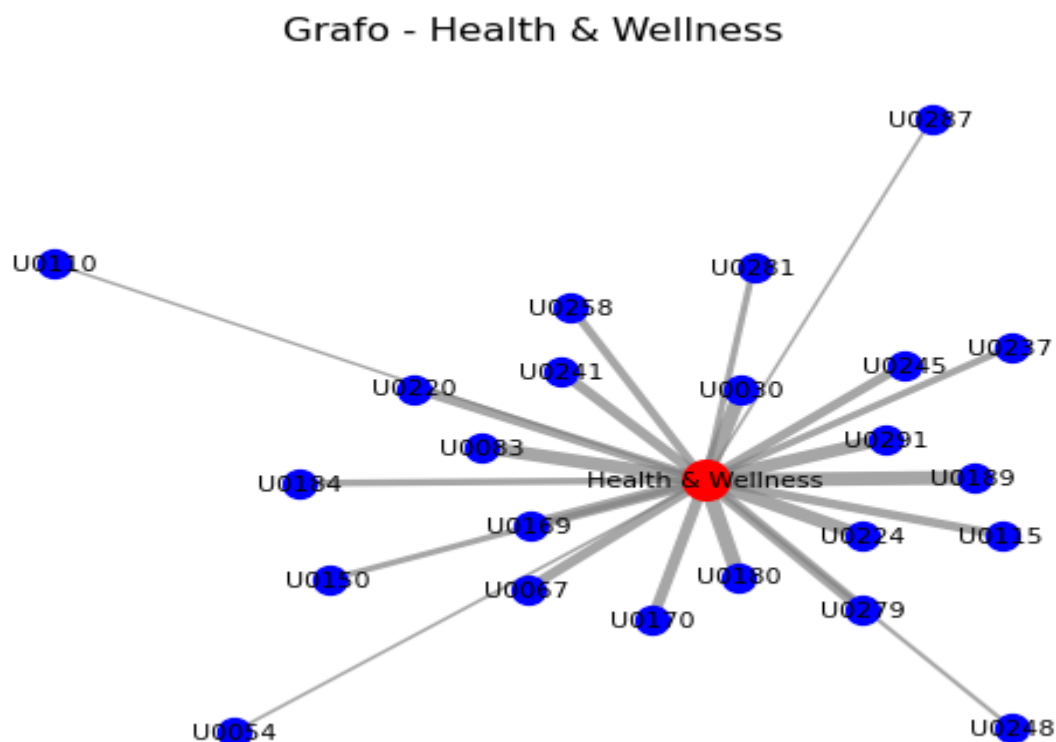 Grafo - Health & Wellness
U0287
U0110
U0281
U0258
U0237
U0245
U0241
U0220
U0030
U0291
U0083
U0189
Health & Wellness
U0184
U0169
U0224
U0115
U0180
U0150
U0067
U0279
U0170
U0248
U0054